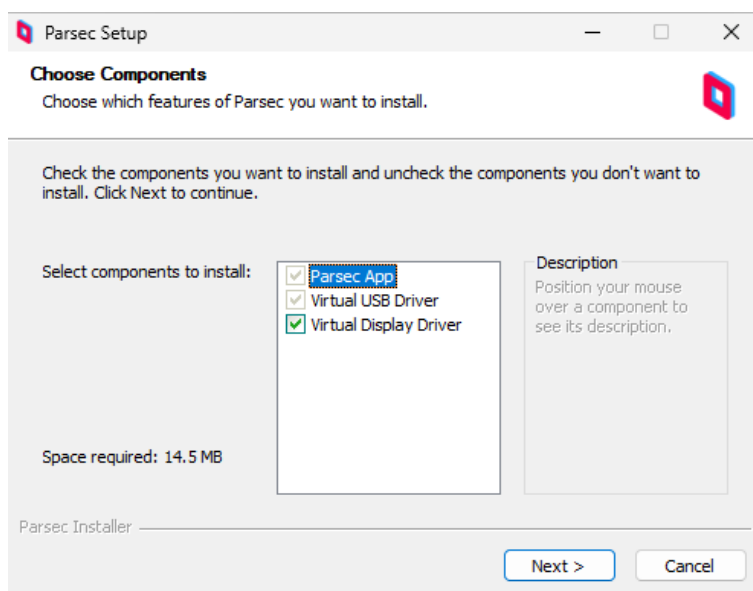 Parsec Setup
Choose Components
Choose which features of Parsec you want to install.
Check the components you want to install and uncheck the components you don't want to
install. Click Next to continue.
Select components to install:
Parsec App
Virtual USB Driver
Virtual Display Driver
Description
Position your mouse
over a component to
see its description.
Space required: 14.5 MB
Parsec Installer
Next >
Cancel